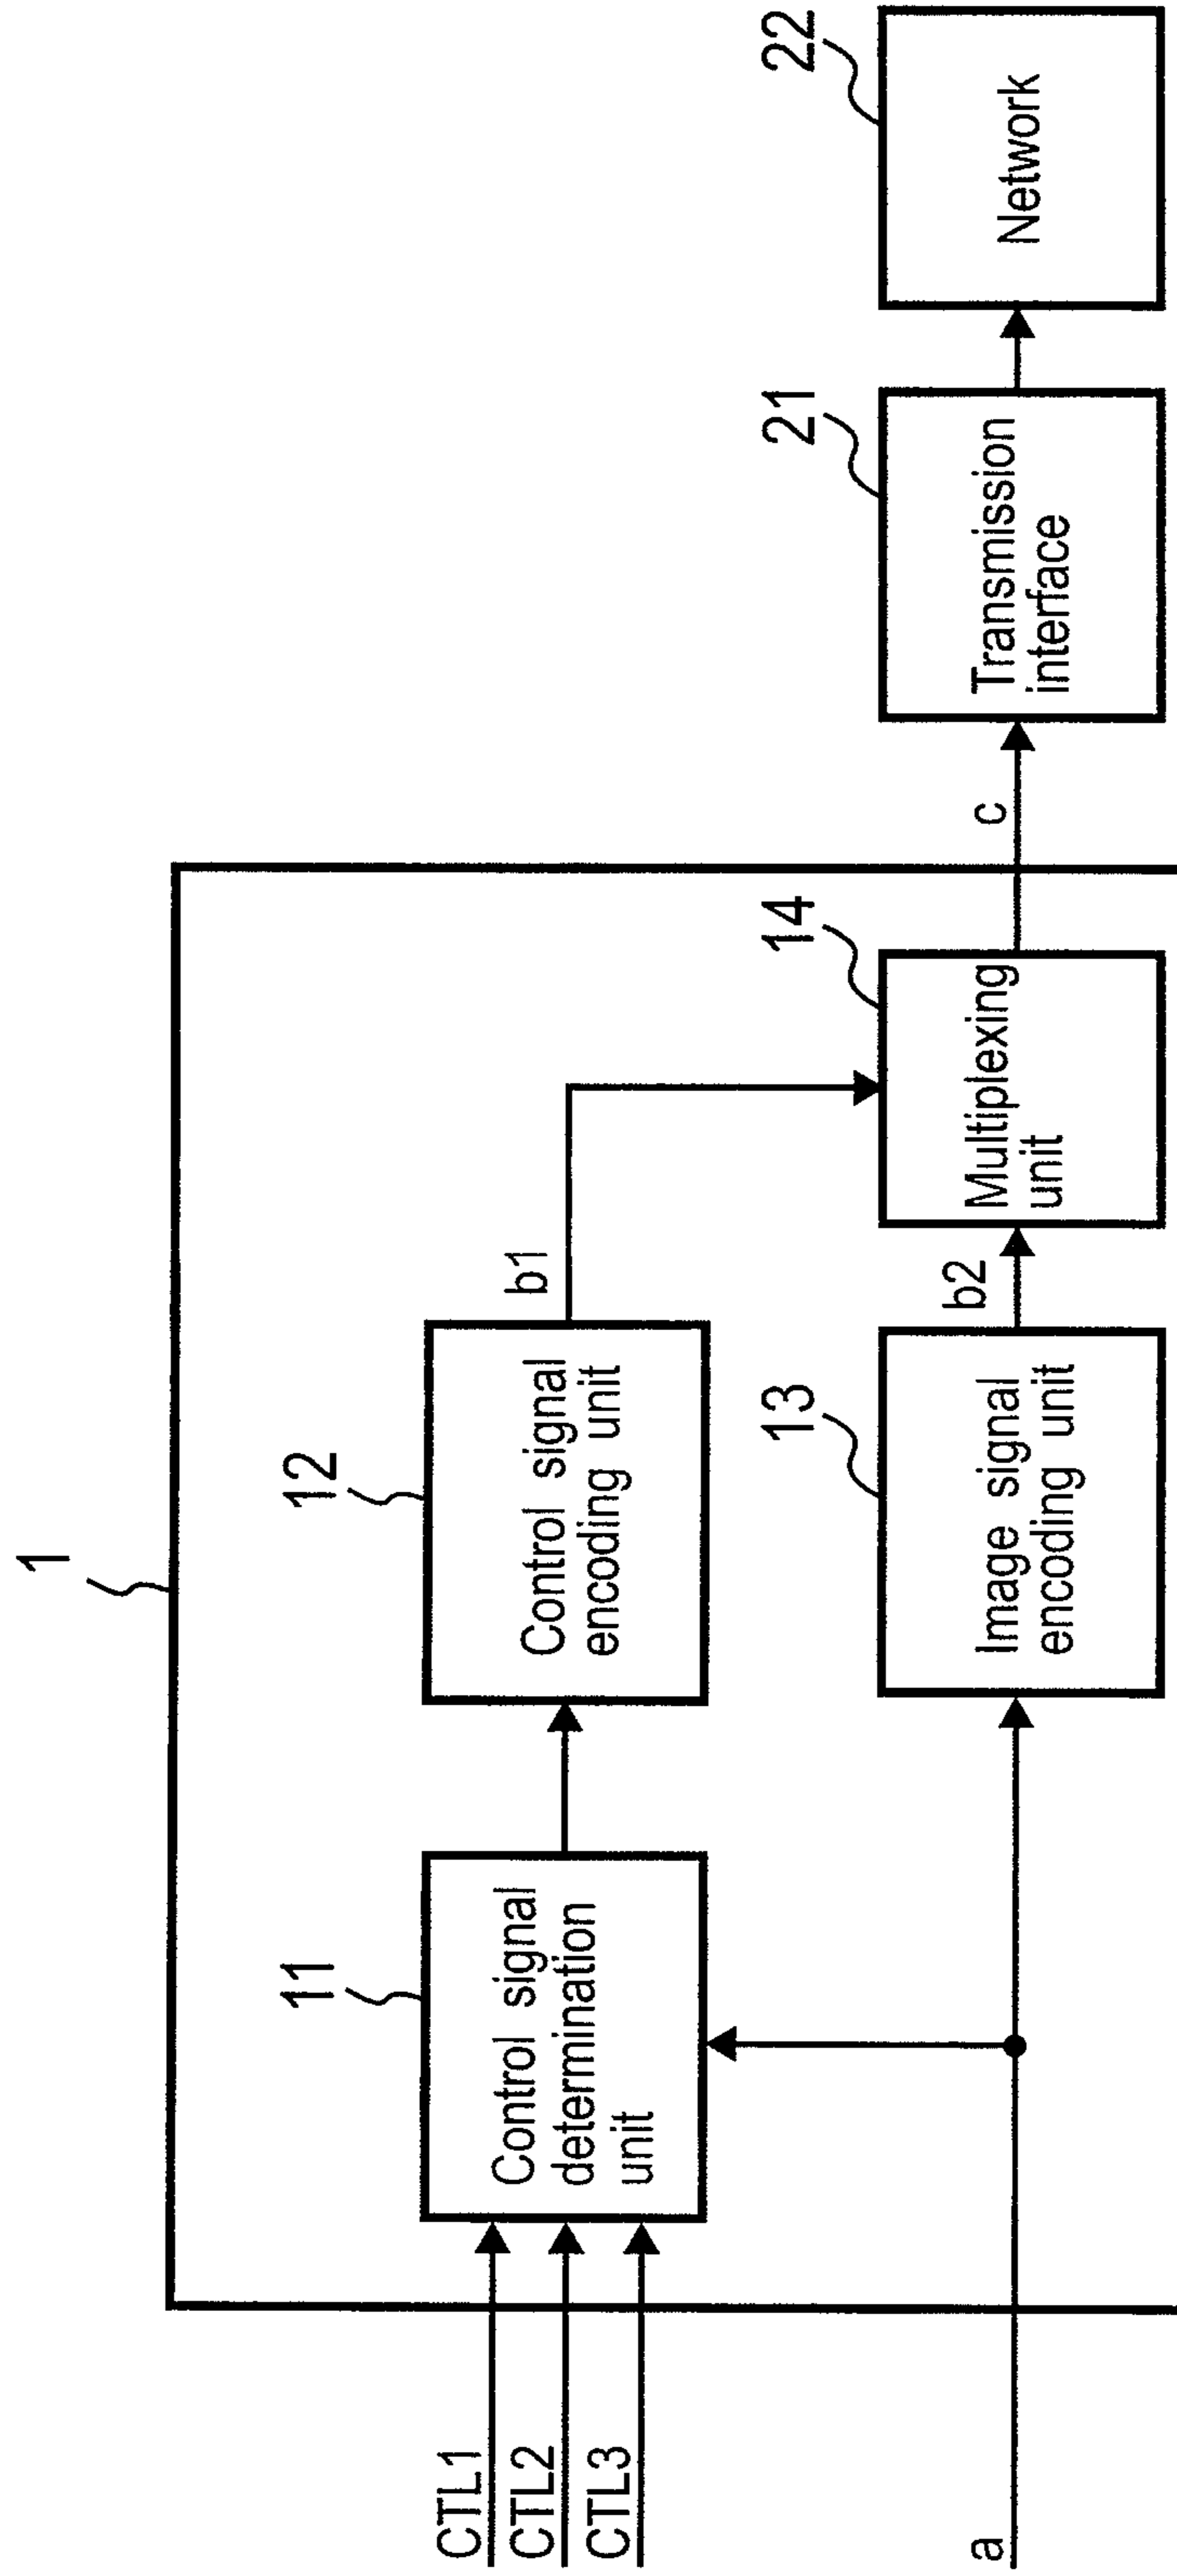 1
CTL1
CTL2
CTL3
11
Control signal
determination
unit
12
Control signal
encoding unit
b1
a
13
Image signal
encoding unit
b2
14
Multiplexing
unit
c
21
Transmission
interface
22
Network